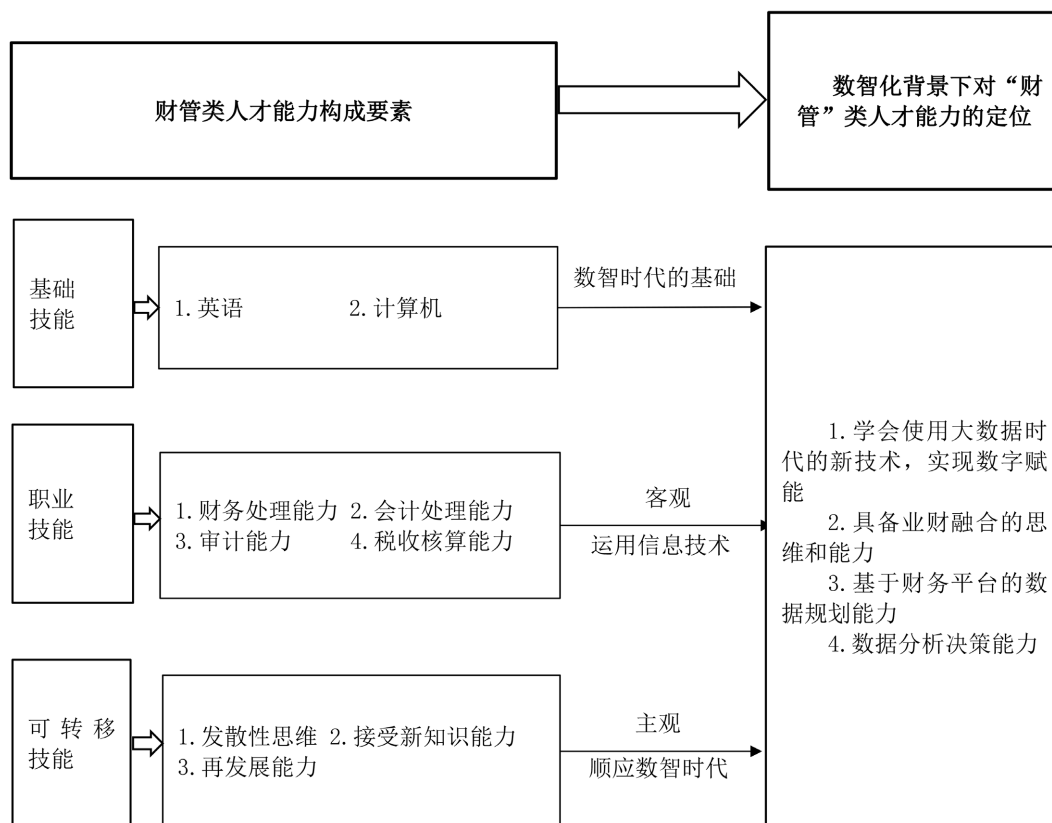 财管类人才能力构成要素
数智化背景下对“财
管”类人才能力的定位
基础
技能
1.英语 2.计算机
数智时代的基础
职业
技能
1.财务处理能力 2.会计处理能力
3.审计能力 4.税收核算能力
客观
运用信息技术
可转移
技能
1.发散性思维 2.接受新知识能力
3.再发展能力
主观
顺应数智时代
1.学会使用大数据时
代的新技术，实现数字赋
能
2.具备业财融合的思
维和能力
3.基于财务平台的数
据规划能力
4.数据分析决策能力